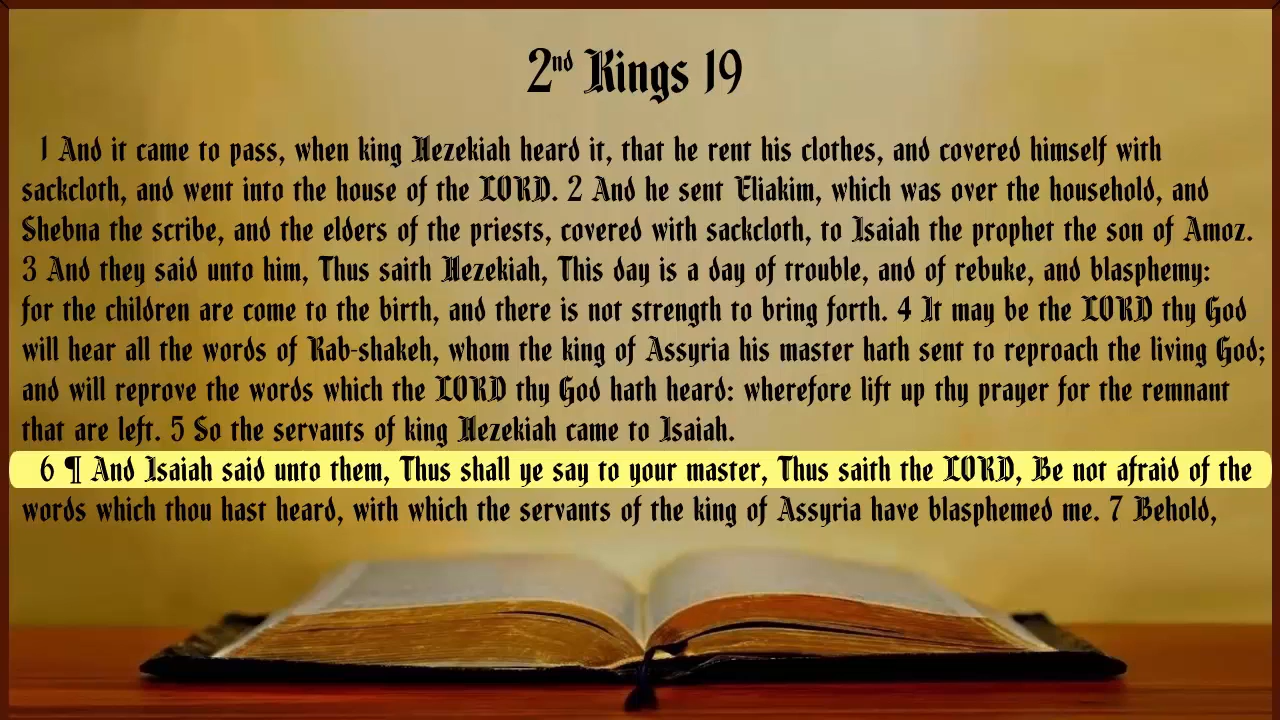 2nd Kings 19
1 And it came to pass, when king Hezekiah heard it, that he rent his clothes, and covered himself with
sackcloth, and went into the house of the LORD. 2 And he sent Eliakim, which was over the household, and
Shebna the scribe, and the elders of the priests, covered with sackcloth, to Isaiah the prophet the son of Amoz.
3 And they said unto him, Thus saith Hezekiah, This day is a day of trouble, and of rebuke, and blasphemy:
for the children are come to the birth, and there is not strength to bring forth. 4 It may be the LORD thy God
will hear all the words of Rab-shakeh, whom the king of Assyria his master hath sent to reproach the living God;
and will reprove the words which the LORD thy God hath heard: wherefore lift up thy prayer for the remnant
that are left. 5 So the servants of king Hezekiah came to Isaiah.
6 ¶ And Isaiah said unto them, Thus shall ye say to your master, Thus saith the LORD, Be not afraid of the
words which thou hast heard, with which the servants of the king of Assyria have blasphemed me. 7 Behold,